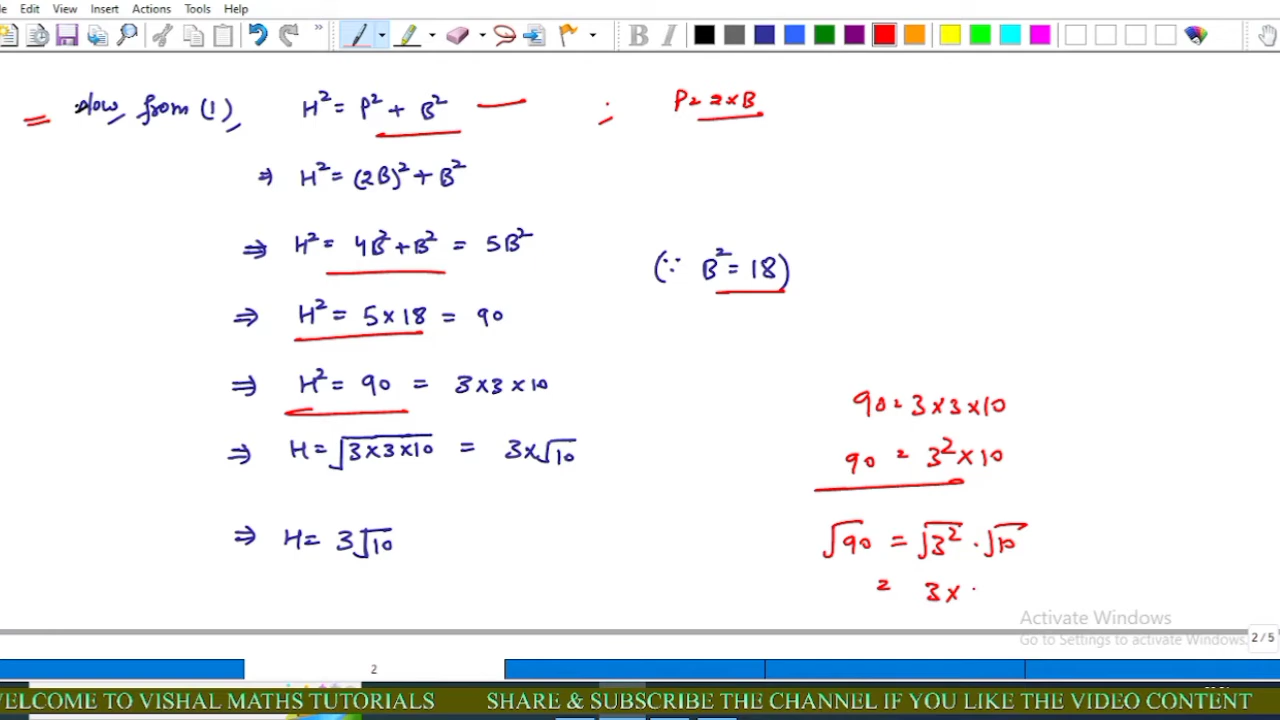 Edit View Insert Actions Tools Help
Now, from (1), H² = P² + B² ; P = 2 × B
⇒ H² = (2B)² + B²
⇒ H² = 4B² + B² = 5B²
(∵ B² = 18)
⇒ H² = 5 × 18 = 90
⇒ H² = 90 = 3 × 3 × 10
⇒ H = √3 × 3 × 10 = 3 × √10
⇒ H = 3√10
90 = 3 × 3 × 10
90 = 3² × 10
√90 = √3² · √10
= 3 ×
Activate Windows
Go to Settings to activate Windows.
2 / 5
2
WELCOME TO VISHAL MATHS TUTORIALS SHARE & SUBSCRIBE THE CHANNEL IF YOU LIKE THE VIDEO CONTENT